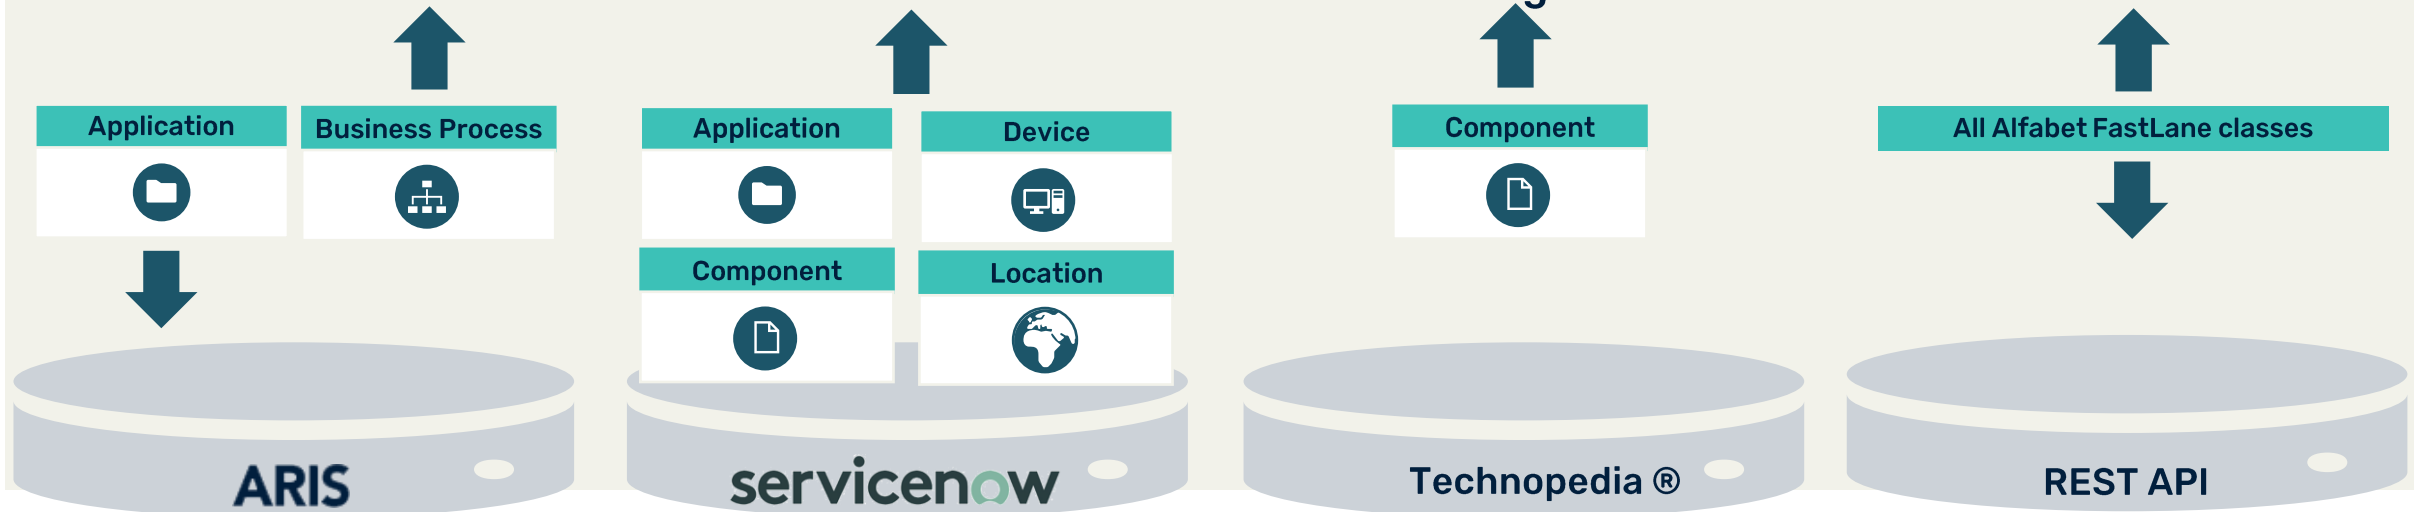 Application
Business Process
Application
Device
Component
Location
Component
All Alfabet FastLane classes
ARIS
servicenow
Technopedia ®
REST API